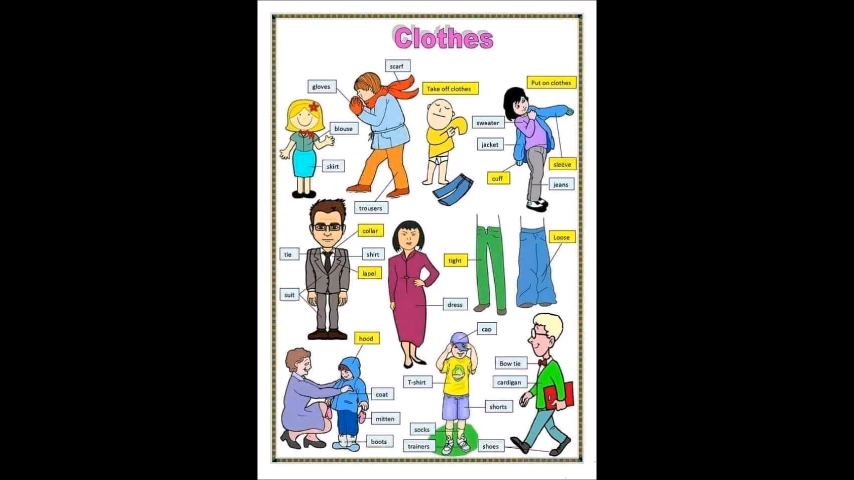 Clothes
scarf
gloves
Take off clothes
Put on clothes
blouse
sweater
jacket
skirt
cuff
sleeve
jeans
trousers
collar
tie
shirt
lapel
suit
tight
Loose
dress
hood
cap
Bow tie
T-shirt
cardigan
coat
shorts
mitten
socks
boots
trainers
shoes